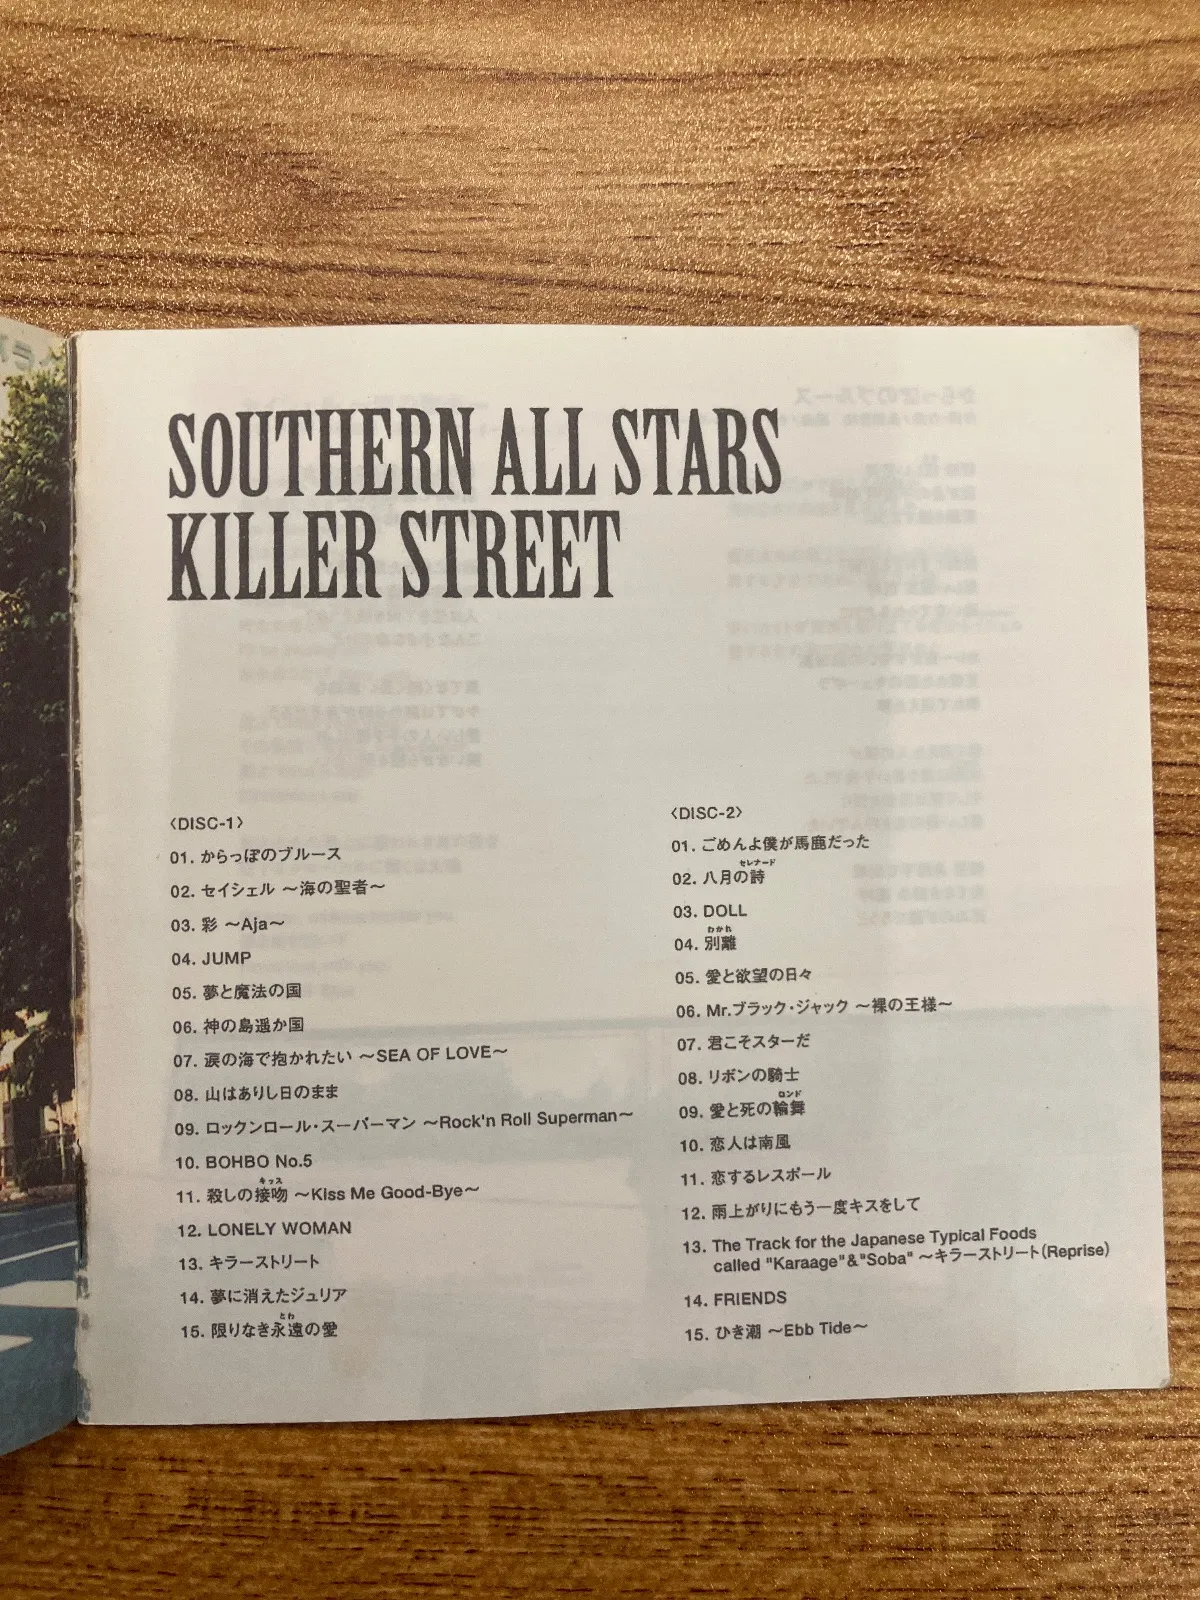 SOUTHERN ALL STARS
KILLER STREET
〈DISC-1〉
01. からっぽのブルース
02. セイシェル 〜海の聖者〜
03. 彩 〜Aja〜
04. JUMP
05. 夢と魔法の国
06. 神の島遥か国
07. 涙の海で抱かれたい 〜SEA OF LOVE〜
08. 山はありし日のまま
09. ロックンロール・スーパーマン 〜Rock'n Roll Superman〜
10. BOHBO No.5
キッス
11. 殺しの接吻 〜Kiss Me Good-Bye〜
12. LONELY WOMAN
13. キラーストリート
14. 夢に消えたジュリア
とわ
15. 限りなき永遠の愛
〈DISC-2〉
01. ごめんよ僕が馬鹿だった
セレナード
02. 八月の詩
03. DOLL
わかれ
04. 別離
05. 愛と欲望の日々
06. Mr.ブラック・ジャック 〜裸の王様〜
07. 君こそスターだ
08. リボンの騎士
ロンド
09. 愛と死の輪舞
10. 恋人は南風
11. 恋するレスポール
12. 雨上がりにもう一度キスをして
13. The Track for the Japanese Typical Foods
called "Karaage"&"Soba" 〜キラーストリート(Reprise)
14. FRIENDS
15. ひき潮 〜Ebb Tide〜